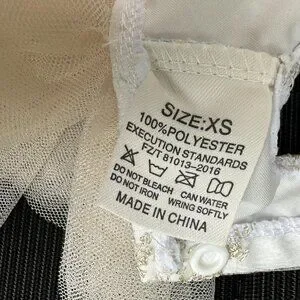 SIZE:XS
100%POLYESTER
EXECUTION STANDARDS
FZ/T 81013-2016
DO NOT BLEACH CAN WATER
DO NOT IRON WRING SOFTLY
MADE IN CHINA